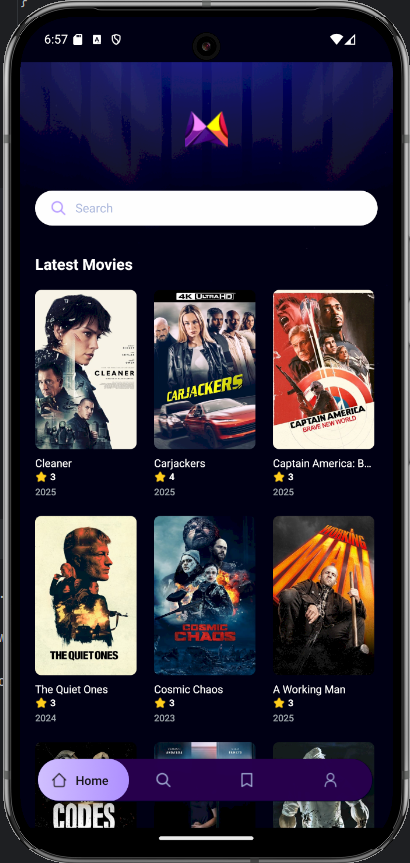 6:57
Search
Latest Movies
CLEANER
4K ULTRA HD
CARJACKERS
CAPTAIN AMERICA
BRAVE NEW WORLD
Cleaner
Carjackers
Captain America: B...
3
4
3
2025
2025
2025
THE QUIET ONES
COSMIC
CHAOS
WORKING
MAN
The Quiet Ones
Cosmic Chaos
A Working Man
3
3
3
2024
2023
2025
Home
CODES